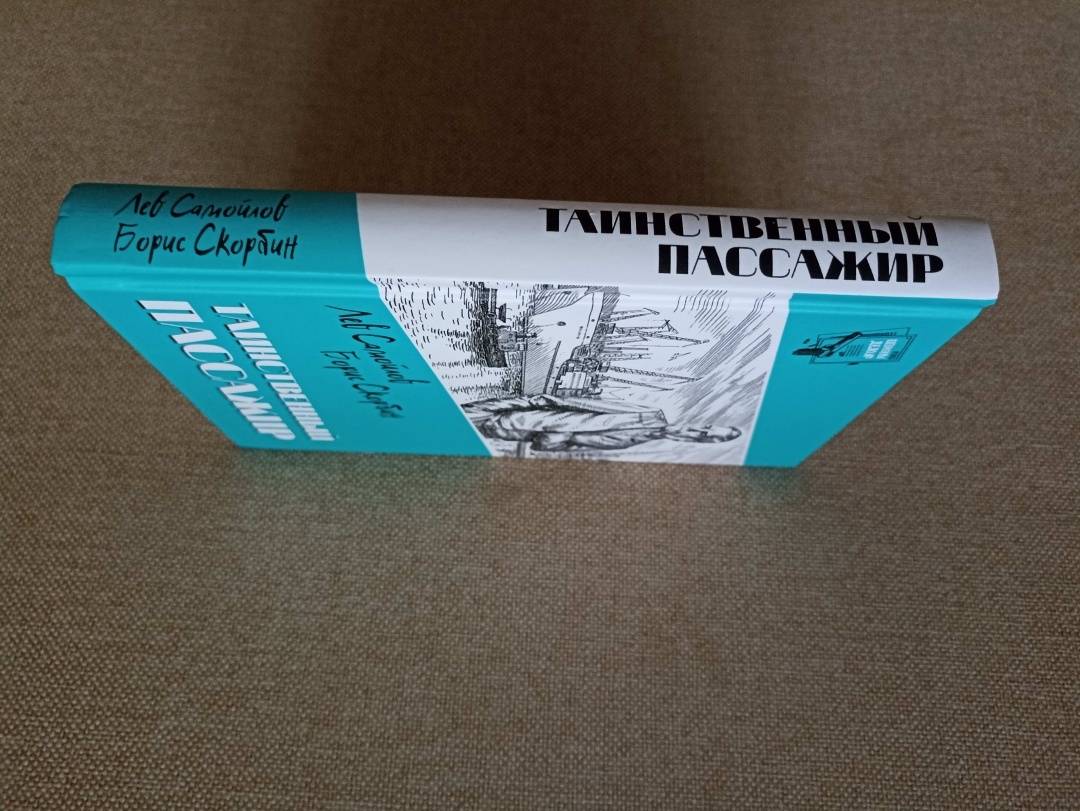 Лев Самойлов
Борис Скорбин
ТАИНСТВЕННЫЙ
ПАССАЖИР
Лев Самойлов
Борис Скорбин
ТАИНСТВЕННЫЙ
ПАССАЖИР